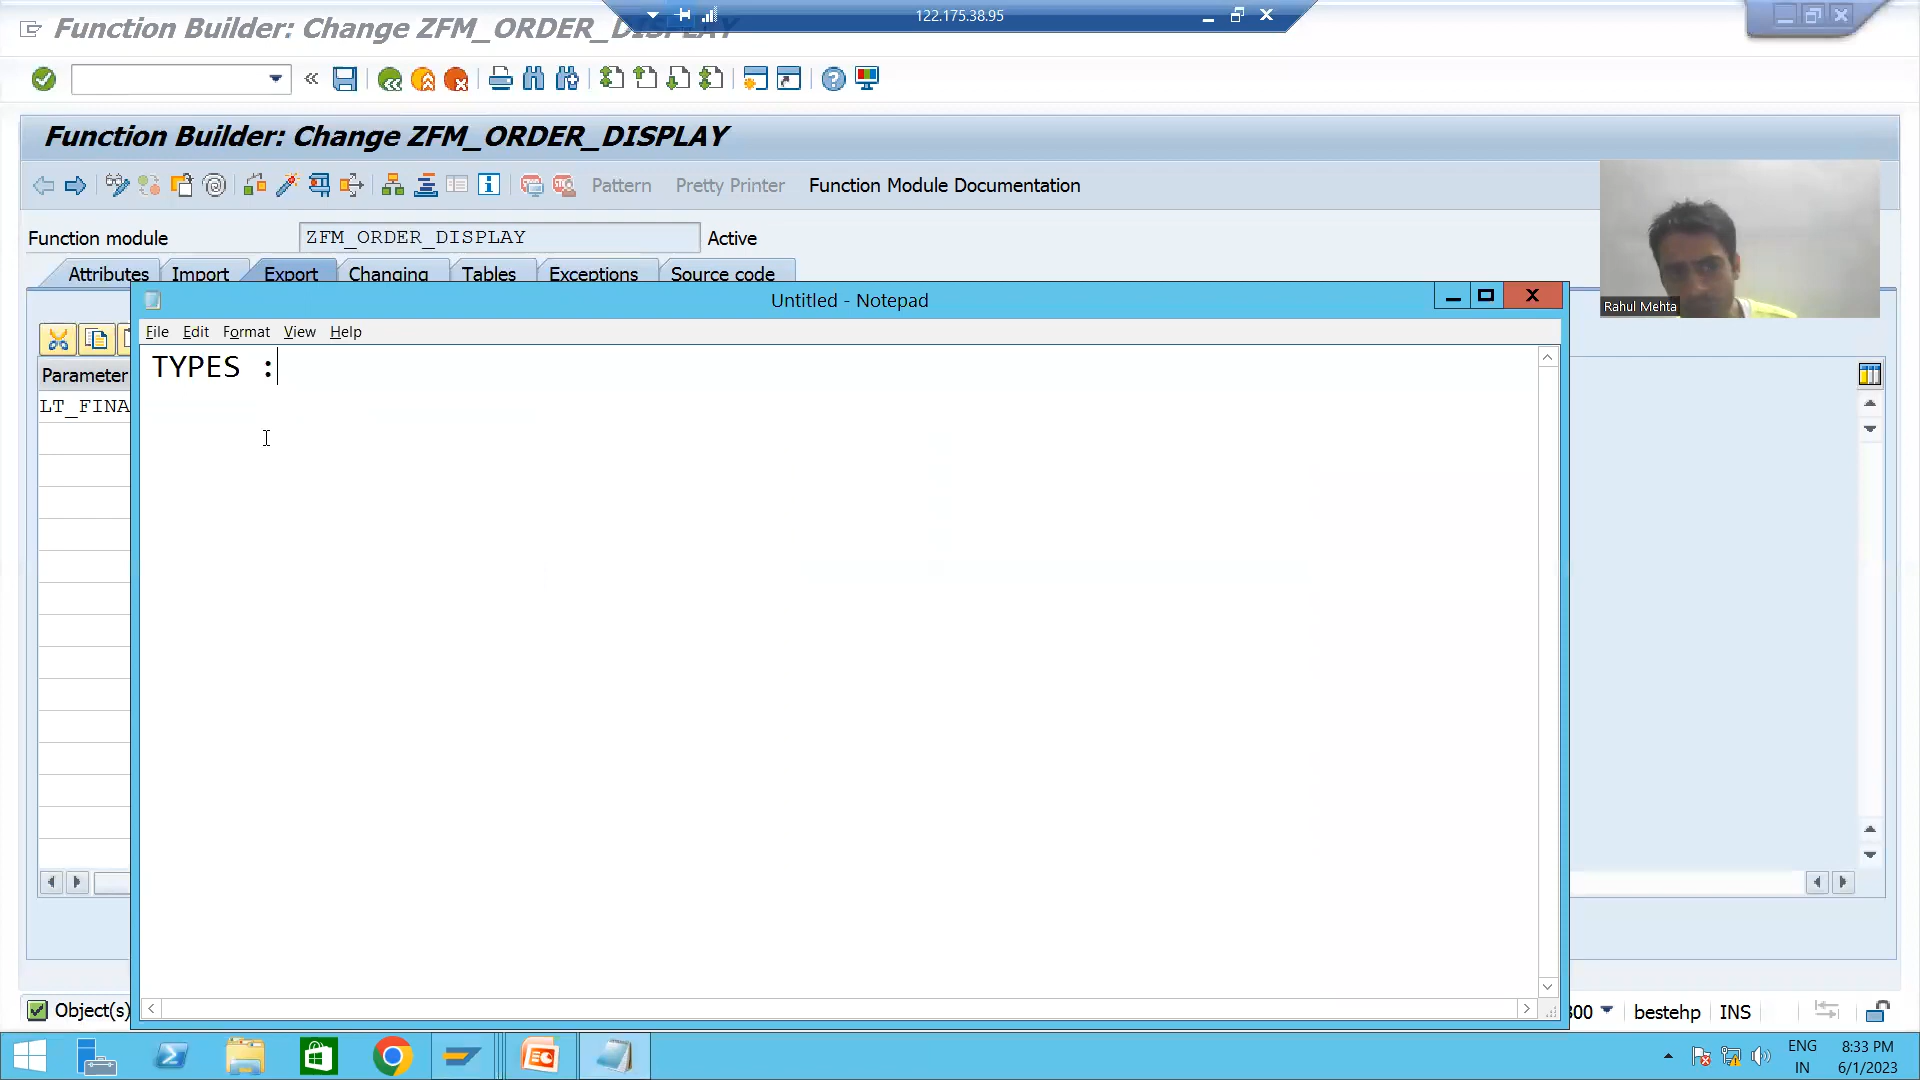 Function Builder: Change ZFM_ORDER_DISPLAY
122.175.38.95
Function Builder: Change ZFM_ORDER_DISPLAY
Pattern
Pretty Printer
Function Module Documentation
Function module
ZFM_ORDER_DISPLAY
Active
Attributes
Import
Export
Changing
Tables
Exceptions
Source code
Rahul Mehta
Untitled - Notepad
File
Edit
Format
View
Help
TYPES :
Parameter
LT_FINA
Object(s)
bestehp
INS
ENG
IN
8:33 PM
6/1/2023